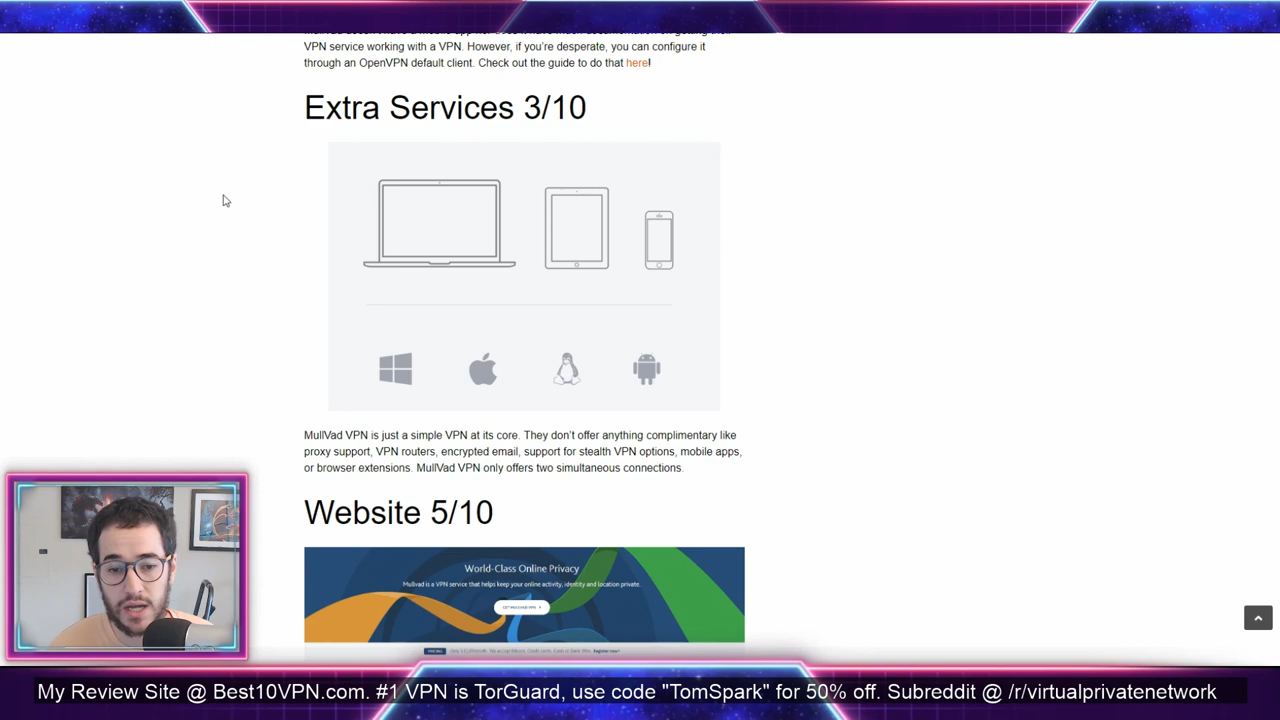 VPN service working with a VPN. However, if you're desperate, you can configure it
through an OpenVPN default client. Check out the guide to do that here!
Extra Services 3/10
MullVad VPN is just a simple VPN at its core. They don't offer anything complimentary like
proxy support, VPN routers, encrypted email, support for stealth VPN options, mobile apps,
or browser extensions. MullVad VPN only offers two simultaneous connections.
Website 5/10
World-Class Online Privacy
Mullvad is a VPN service that helps keep your online activity, identity and location private.
GET MULLVAD VPN
PRICING
My Review Site @ Best10VPN.com. #1 VPN is TorGuard, use code "TomSpark" for 50% off. Subreddit @ /r/virtualprivatenetwork